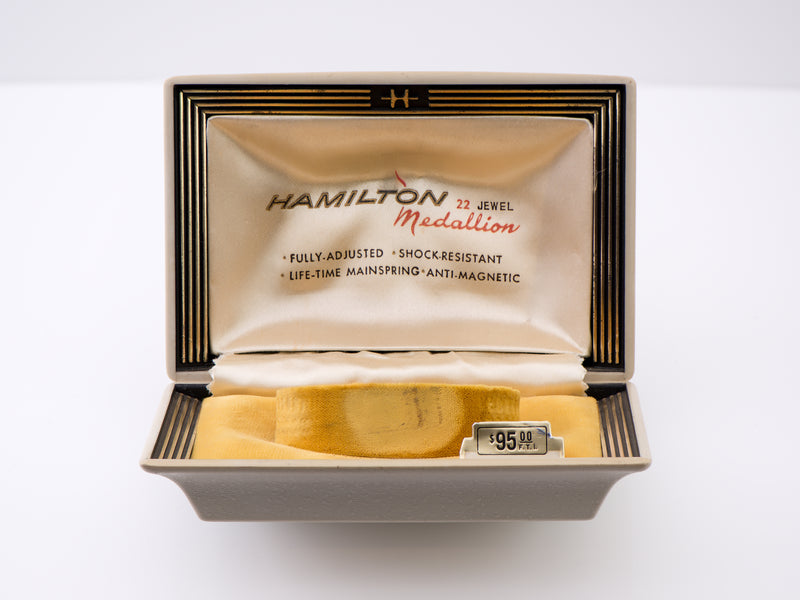 H
HAMILTON 22 JEWEL
Medallion
*FULLY-ADJUSTED *SHOCK-RESISTANT
*LIFE-TIME MAINSPRING *ANTI-MAGNETIC
$95.00
F.T.I.